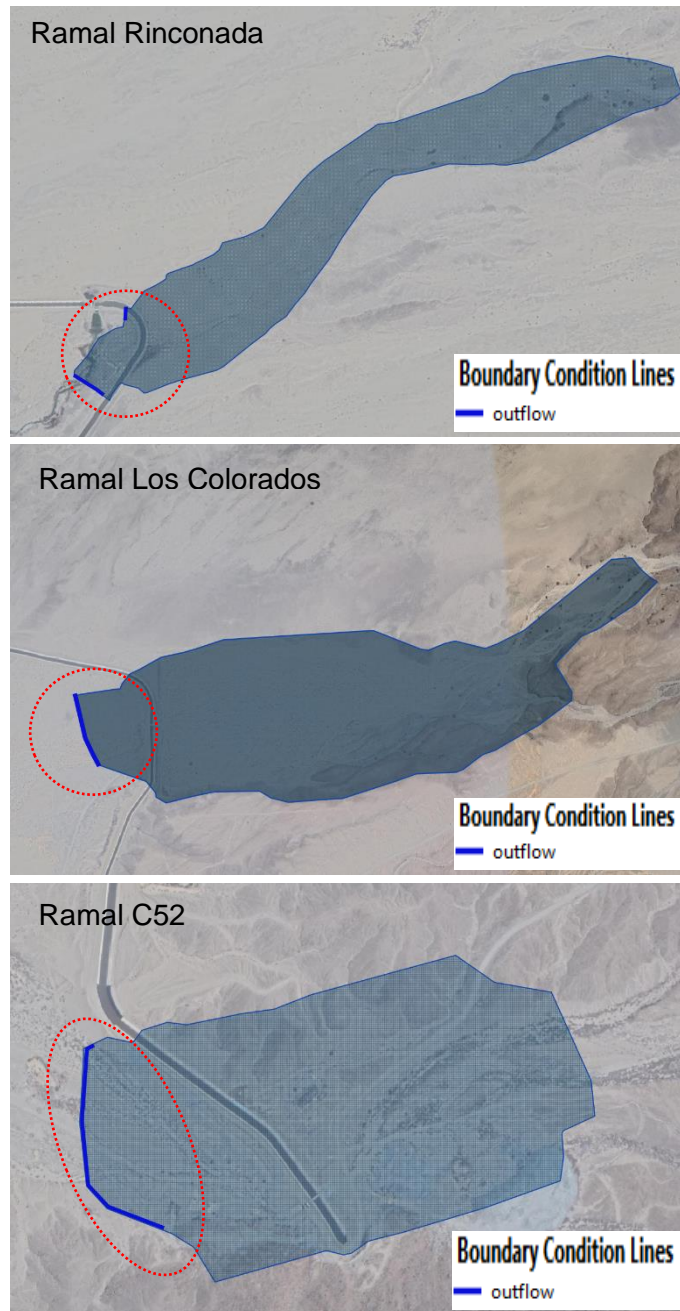 Ramal Rinconada
Boundary Condition Lines
outflow
Ramal Los Colorados
Boundary Condition Lines
outflow
Ramal C52
Boundary Condition Lines
outflow